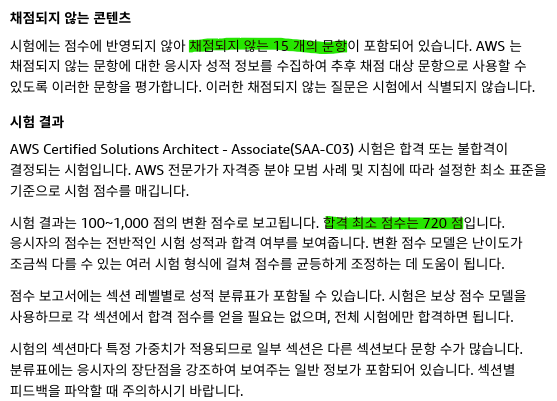 채점되지 않는 콘텐츠
시험에는 점수에 반영되지 않아 채점되지 않는 15 개의 문항이 포함되어 있습니다. AWS 는
채점되지 않는 문항에 대한 응시자 성적 정보를 수집하여 추후 채점 대상 문항으로 사용할 수
있도록 이러한 문항을 평가합니다. 이러한 채점되지 않는 질문은 시험에서 식별되지 않습니다.
시험 결과
AWS Certified Solutions Architect - Associate(SAA-C03) 시험은 합격 또는 불합격이
결정되는 시험입니다. AWS 전문가가 자격증 분야 모범 사례 및 지침에 따라 설정한 최소 표준을
기준으로 시험 점수를 매깁니다.
시험 결과는 100~1,000 점의 변환 점수로 보고됩니다. 합격 최소 점수는 720 점입니다.
응시자의 점수는 전반적인 시험 성적과 합격 여부를 보여줍니다. 변환 점수 모델은 난이도가
조금씩 다를 수 있는 여러 시험 형식에 걸쳐 점수를 균등하게 조정하는 데 도움이 됩니다.
점수 보고서에는 섹션 레벨별로 성적 분류표가 포함될 수 있습니다. 시험은 보상 점수 모델을
사용하므로 각 섹션에서 합격 점수를 얻을 필요는 없으며, 전체 시험에만 합격하면 됩니다.
시험의 섹션마다 특정 가중치가 적용되므로 일부 섹션은 다른 섹션보다 문항 수가 많습니다.
분류표에는 응시자의 장단점을 강조하여 보여주는 일반 정보가 포함되어 있습니다. 섹션별
피드백을 파악할 때 주의하시기 바랍니다.